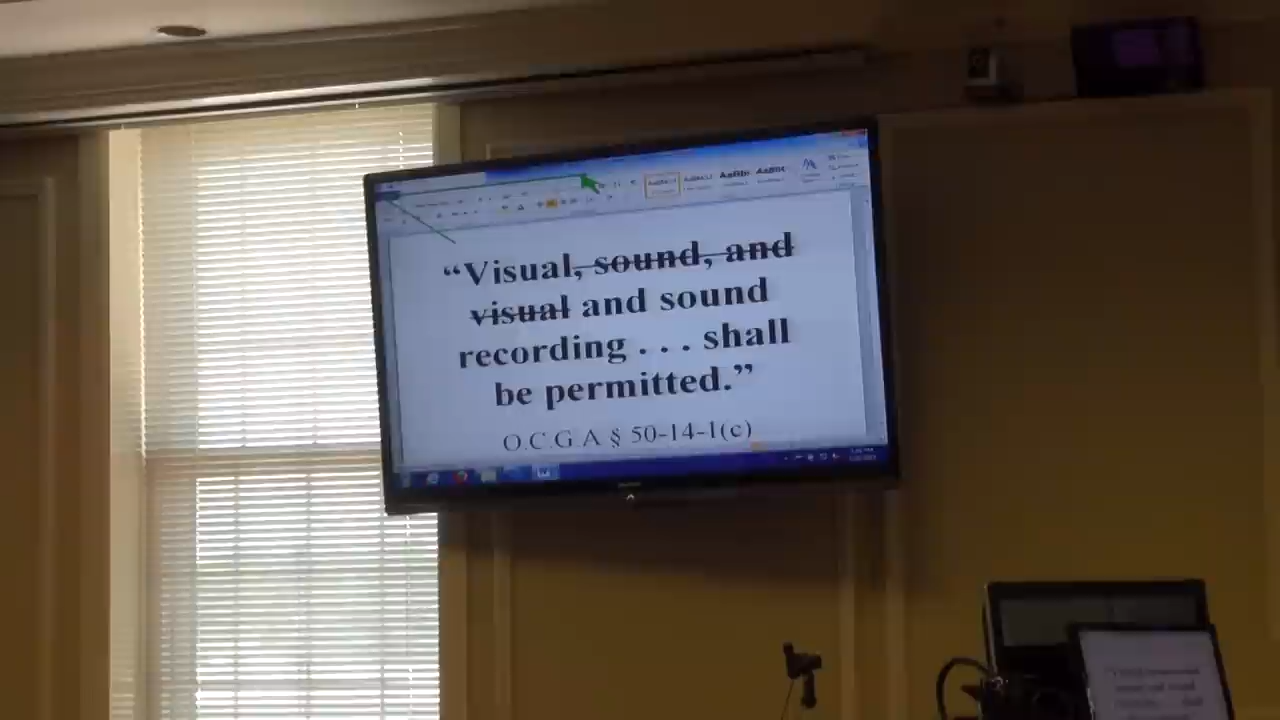 “Visual, sound, and
visual and sound
recording . . . shall
be permitted.”
O.C.G.A § 50-14-1(c)